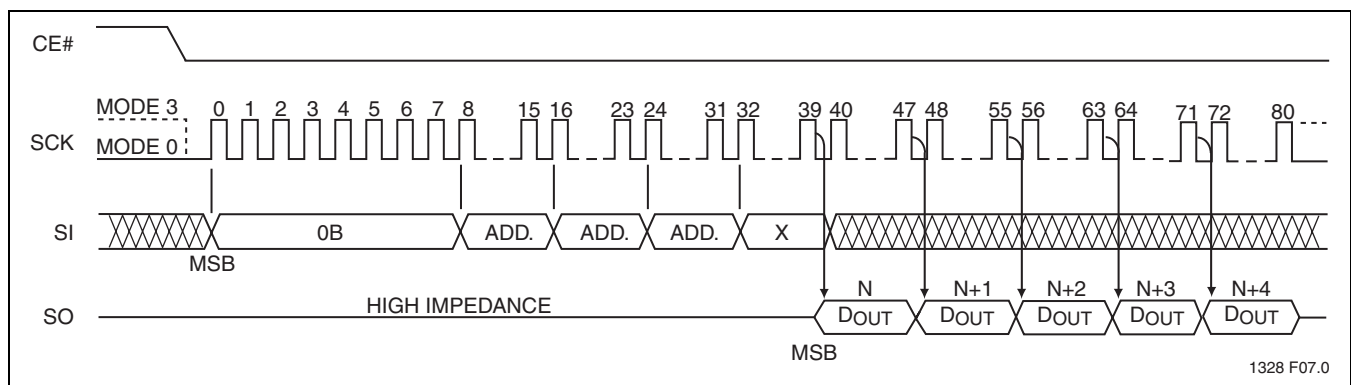 CE#
MODE 3 0 1 2 3 4 5 6 7 8 15 16 23 24 31 32 39 40 47 48 55 56 63 64 71 72 80
SCK MODE 0
SI 0B ADD. ADD. ADD. X
MSB
N N+1 N+2 N+3 N+4
SO HIGH IMPEDANCE DOUT DOUT DOUT DOUT DOUT
MSB
1328 F07.0